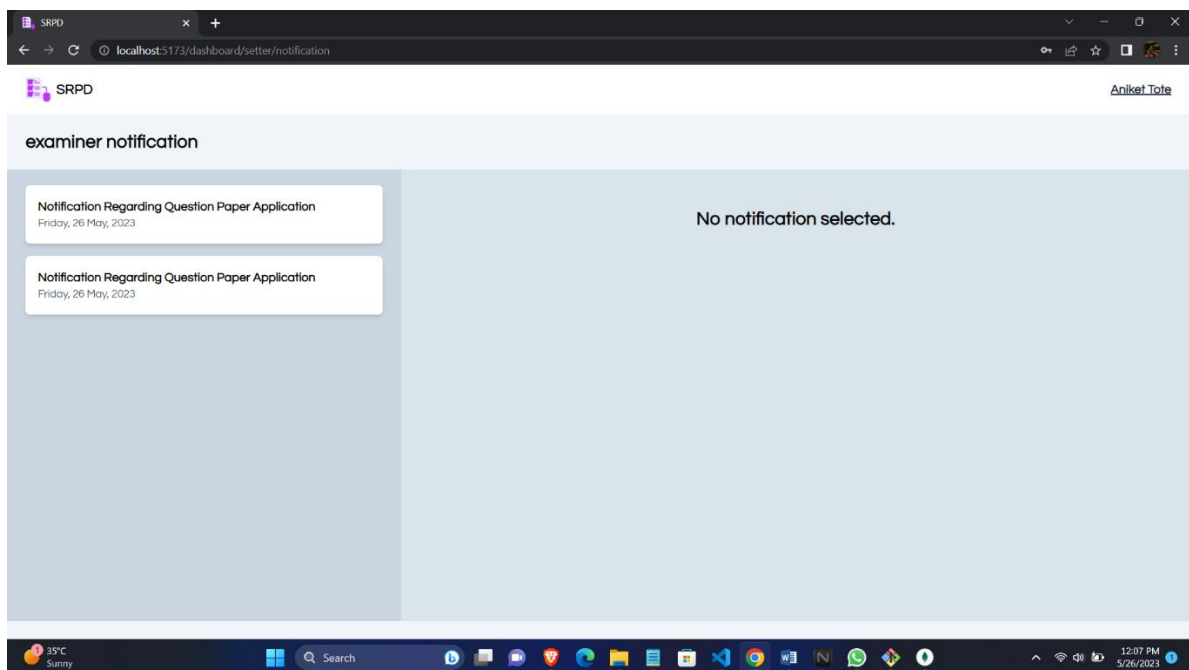 SRPD
localhost:5173/dashboard/setter/notification
SRPD
Aniket Tote
examiner notification
Notification Regarding Question Paper Application
Friday, 26 May, 2023
Notification Regarding Question Paper Application
Friday, 26 May, 2023
No notification selected.
1
35°C
Sunny
Search
12:07 PM
5/26/2023
1